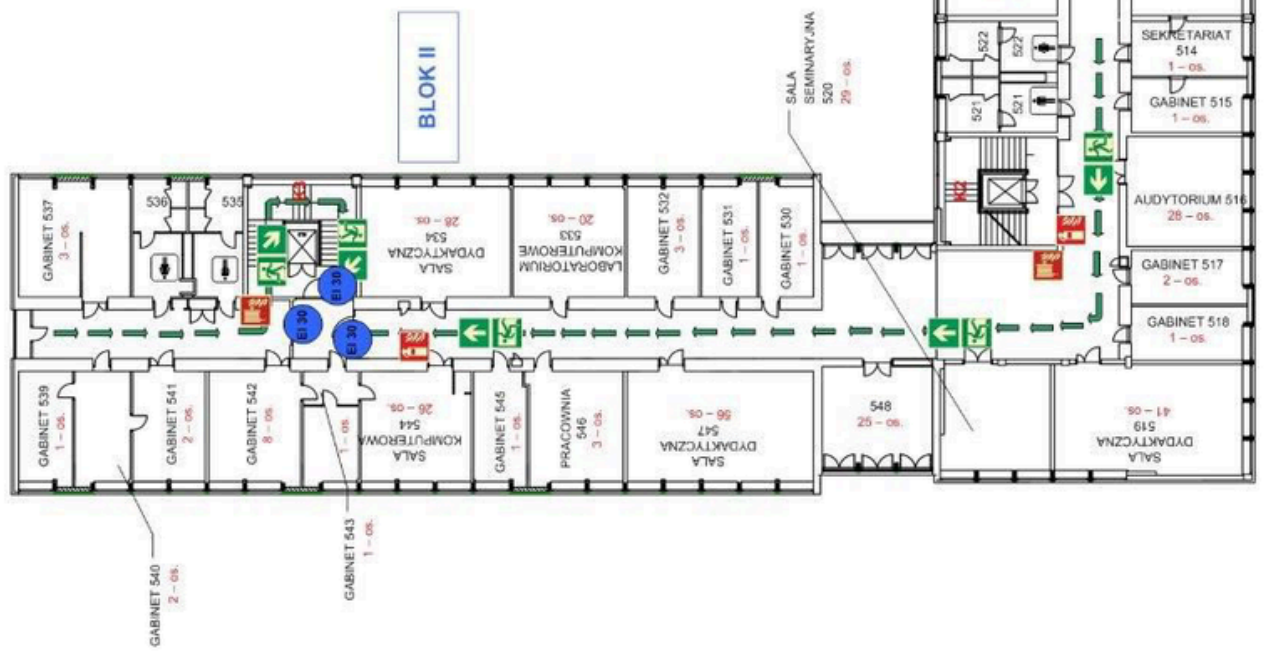 BLOK II
SALA
SEMINARYJNA
520
29 – os.
522
522
521
521
SEKRETARIAT
514
1 – os.
GABINET 515
1 – os.
K2
AUDYTORIUM 516
28 – os.
GABINET 517
2 – os.
GABINET 518
1 – os.
GABINET 537
3 – os.
536
535
K3
SALA
DYDAKTYCZNA
534
28 – os.
LABORATORIUM
KOMPUTEROWE
533
20 – os.
GABINET 532
3 – os.
GABINET 531
1 – os.
GABINET 530
1 – os.
EI 30
EI 30
EI 30
GABINET 539
1 – os.
GABINET 541
2 – os.
GABINET 542
8 – os.
1 – os.
SALA
KOMPUTEROWA
544
26 – os.
GABINET 545
1 – os.
PRACOWNIA
546
3 – os.
SALA
DYDAKTYCZNA
547
56 – os.
548
25 – os.
SALA
DYDAKTYCZNA
519
41 – os.
GABINET 540
2 – os.
GABINET 543
1 – os.